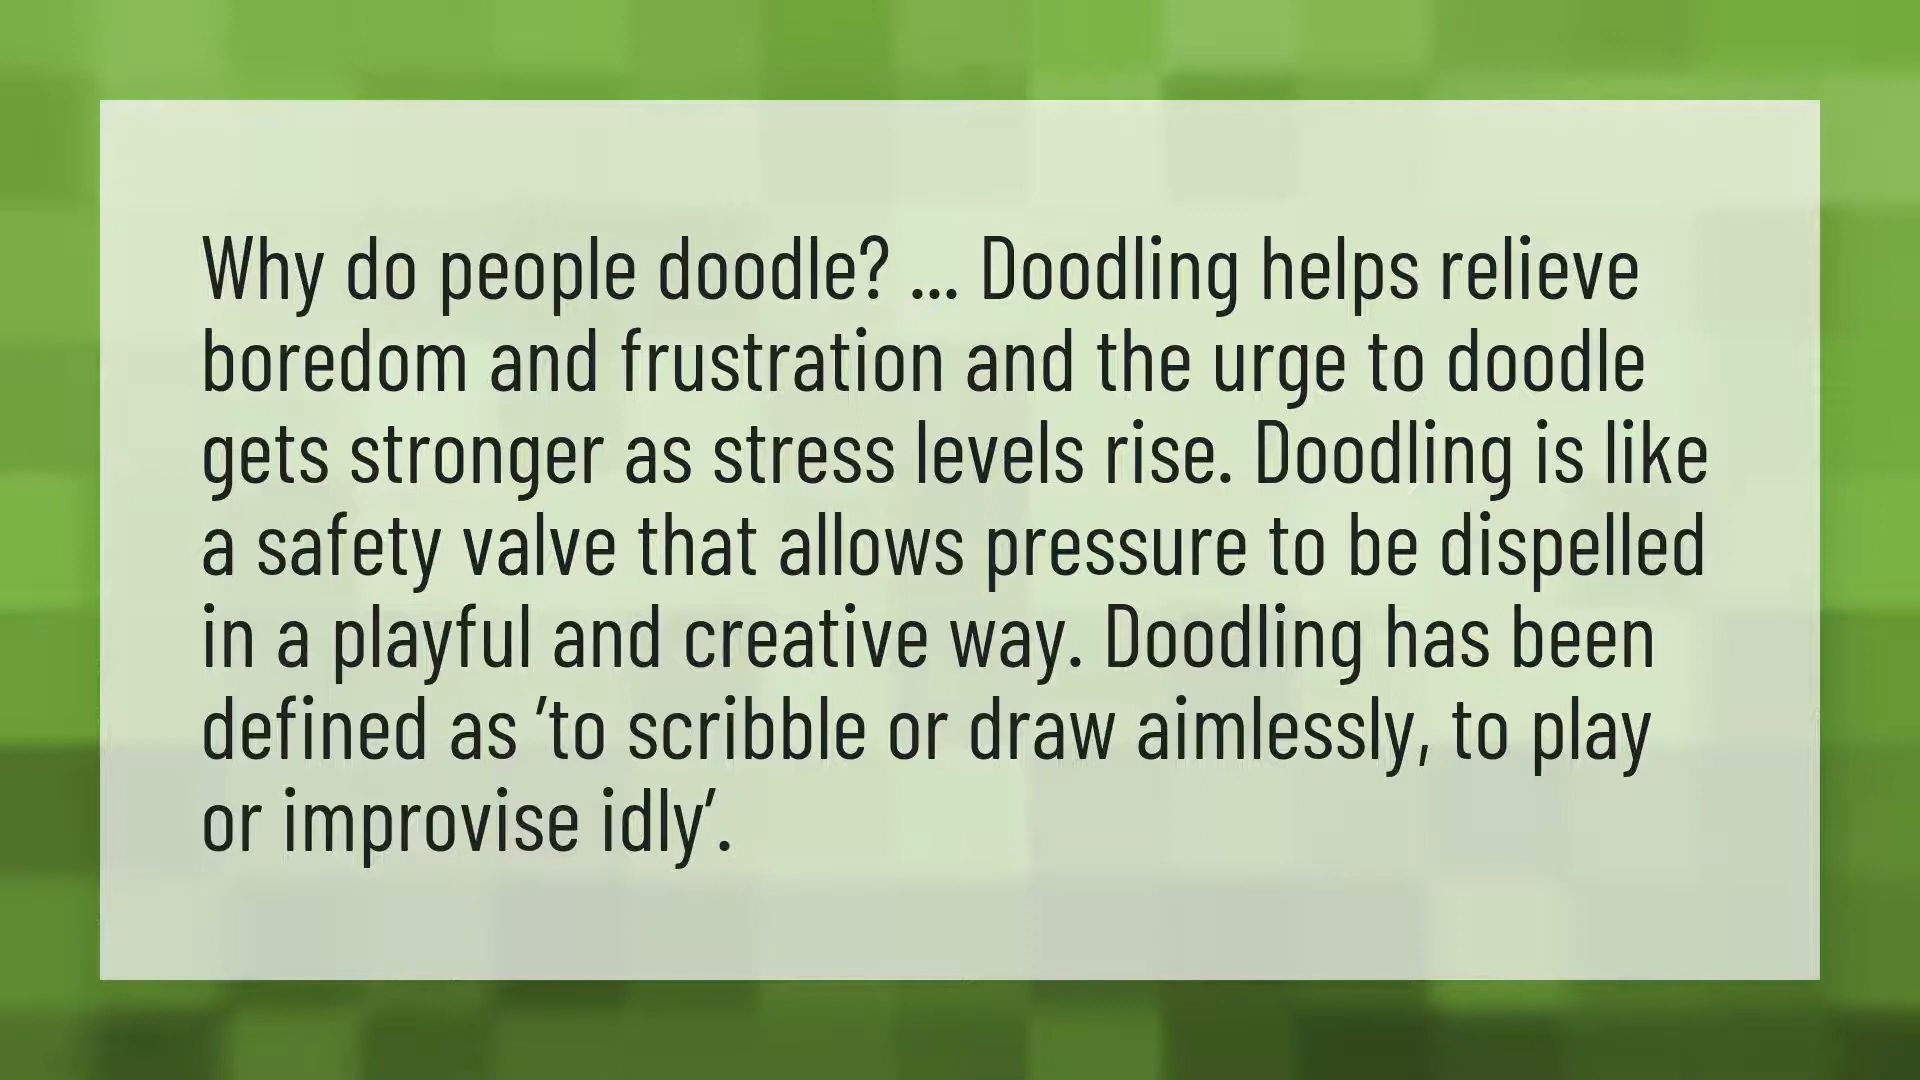 Why do people doodle? ... Doodling helps relieve
boredom and frustration and the urge to doodle
gets stronger as stress levels rise. Doodling is like
a safety valve that allows pressure to be dispelled
in a playful and creative way. Doodling has been
defined as 'to scribble or draw aimlessly, to play
or improvise idly'.